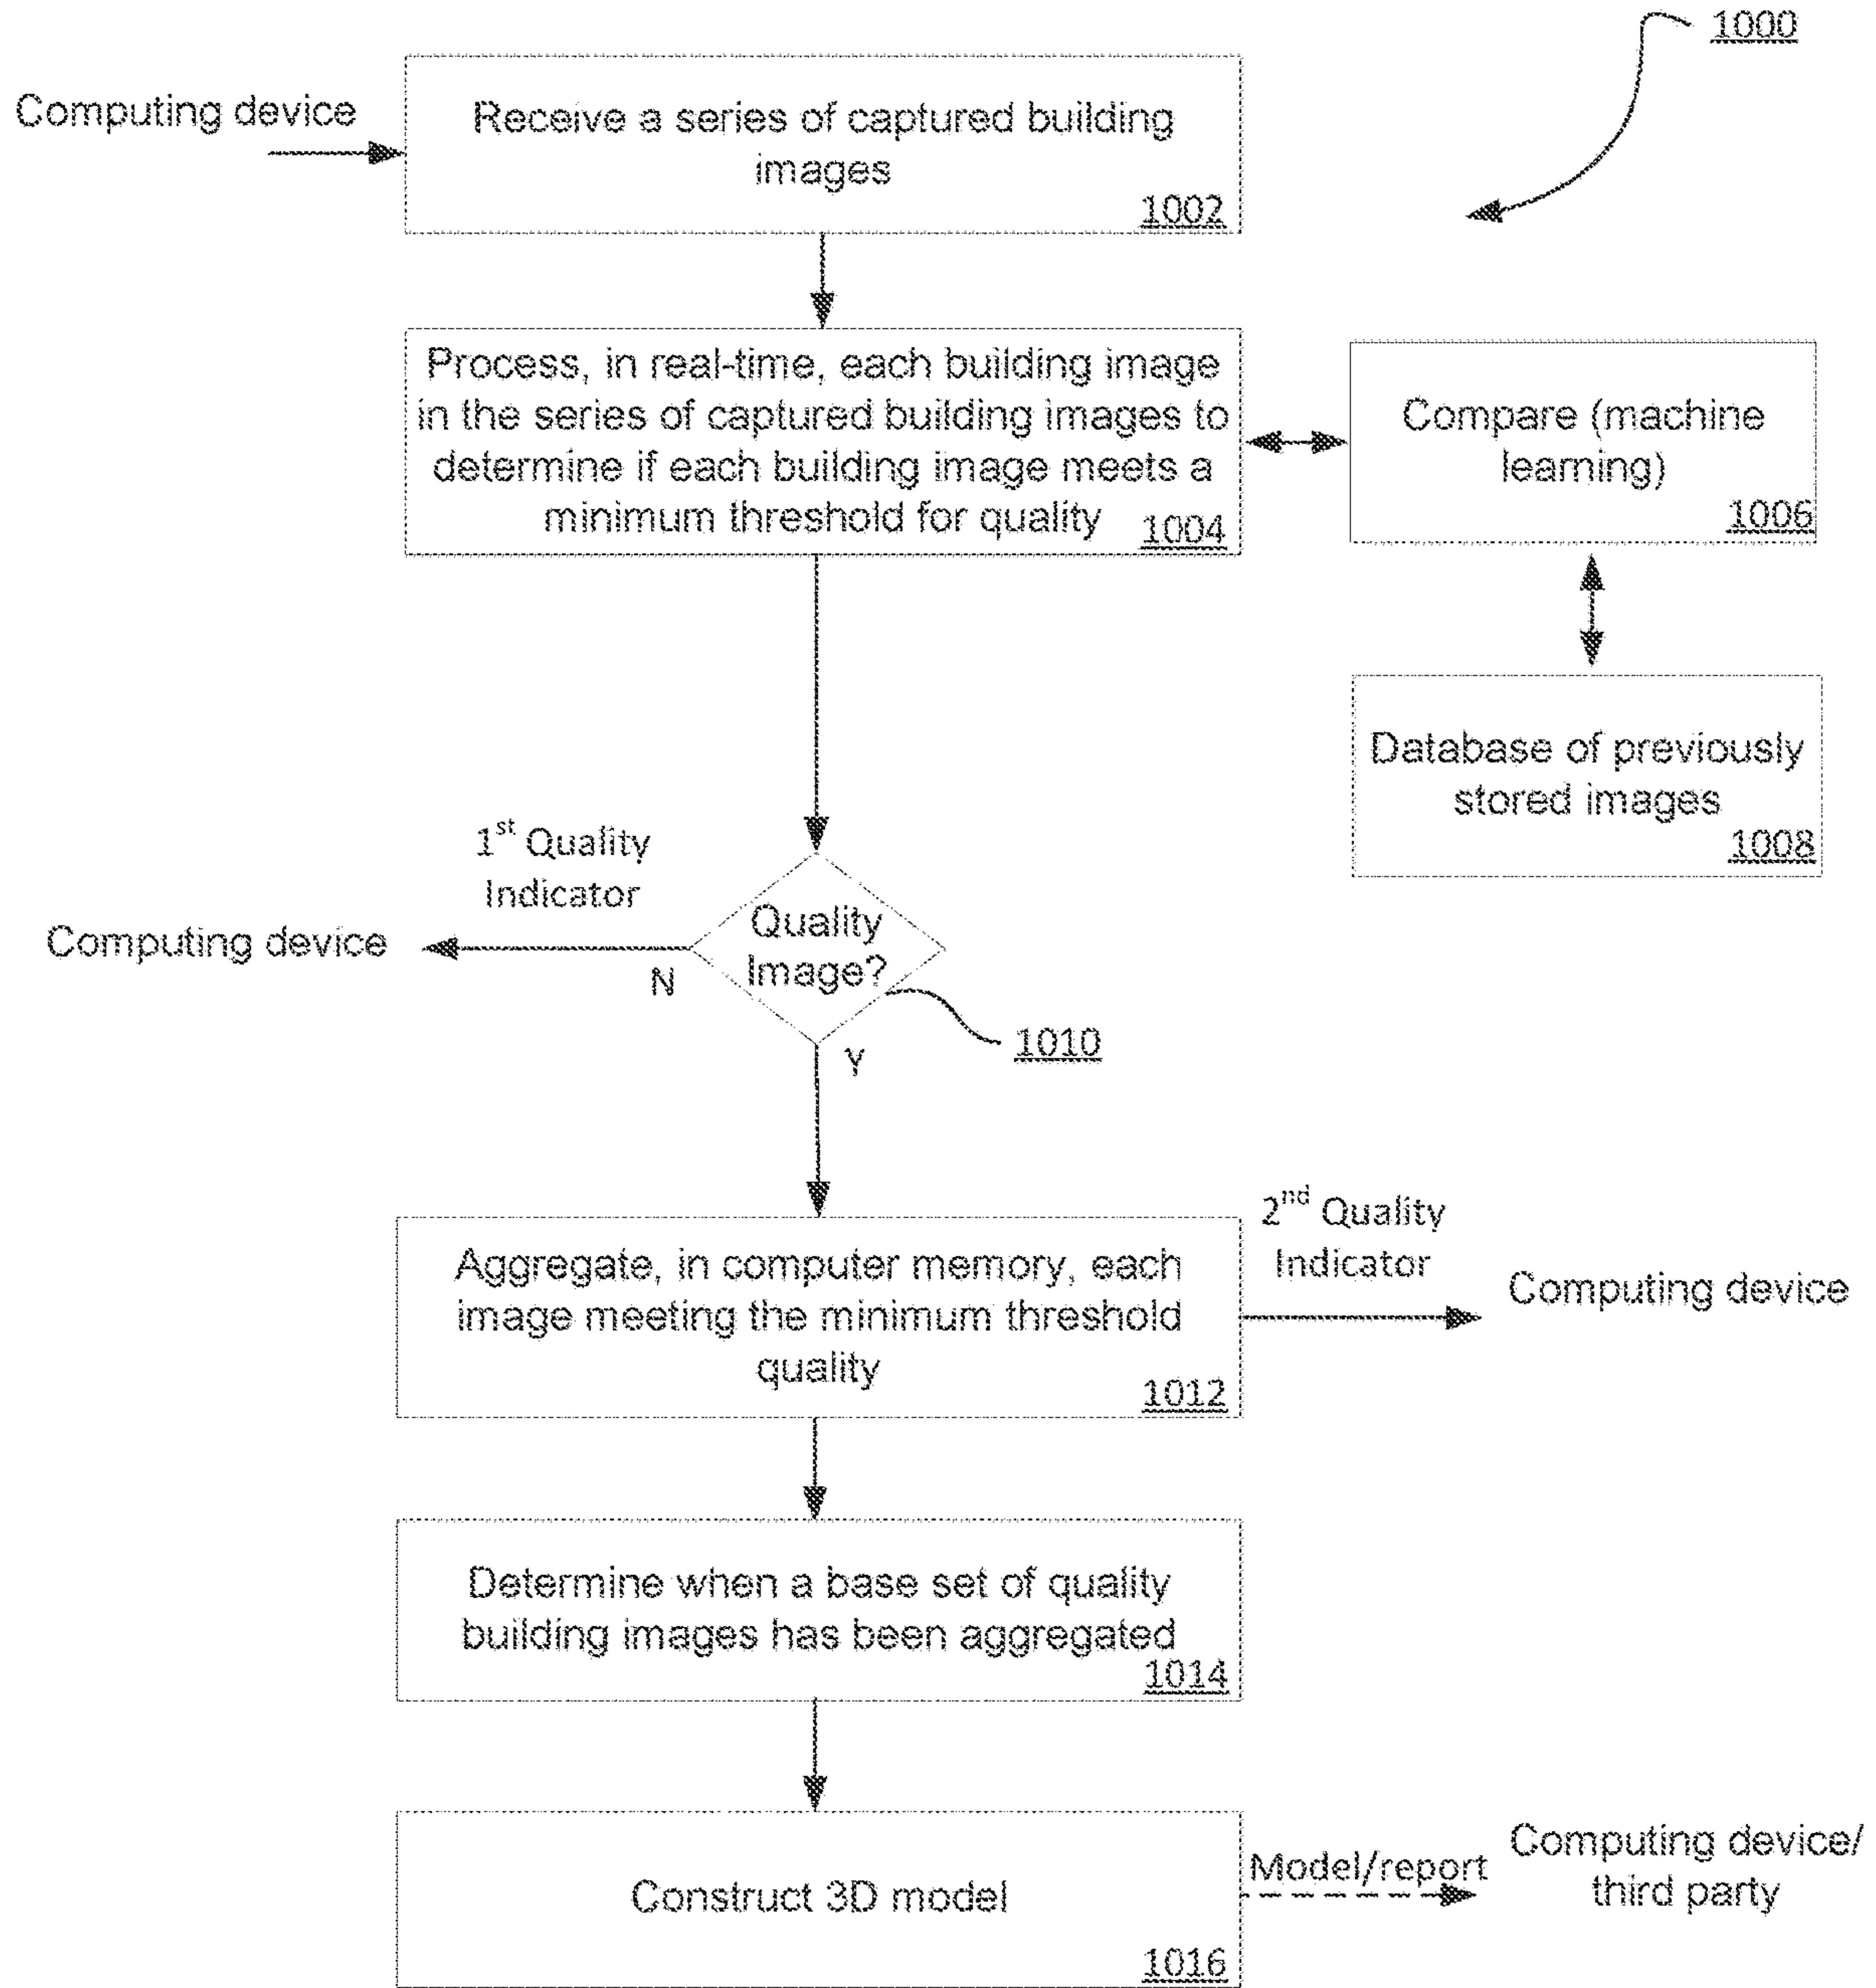 1000
Computing device
Receive a series of captured building
images
1002
Process, in real-time, each building image
in the series of captured building images to
determine if each building image meets a
minimum threshold for quality
1004
Compare (machine
learning)
1006
Database of previously
stored images
1008
1st Quality
Indicator
Computing device
N
Quality
Image?
1010
Y
Aggregate, in computer memory, each
image meeting the minimum threshold
quality
1012
2nd Quality
Indicator
Computing device
Determine when a base set of quality
building images has been aggregated
1014
Construct 3D model
1016
Model/report
Computing device/
third party